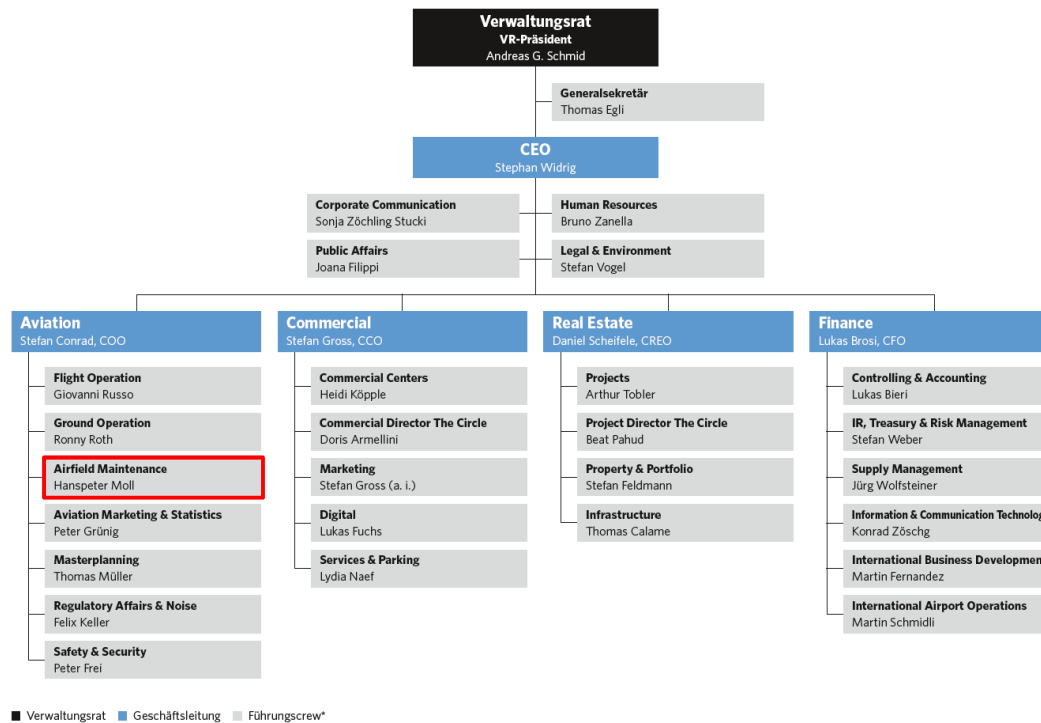 Verwaltungsrat
VR-Präsident
Andreas G. Schmid
Generalsekretär
Thomas Egli
CEO
Stephan Widrig
Corporate Communication
Sonja Zöchling Stucki
Human Resources
Bruno Zanella
Public Affairs
Joana Filippi
Legal & Environment
Stefan Vogel
Aviation
Stefan Conrad, COO
Flight Operation
Giovanni Russo
Ground Operation
Ronny Roth
Airfield Maintenance
Hanspeter Moll
Aviation Marketing & Statistics
Peter Grünig
Masterplanning
Thomas Müller
Regulatory Affairs & Noise
Felix Keller
Safety & Security
Peter Frei
Commercial
Stefan Gross, CCO
Commercial Centers
Heidi Köpple
Commercial Director The Circle
Doris Armellini
Marketing
Stefan Gross (a. i.)
Digital
Lukas Fuchs
Services & Parking
Lydia Naef
Real Estate
Daniel Scheifele, CREO
Projects
Arthur Tobler
Project Director The Circle
Beat Pahud
Property & Portfolio
Stefan Feldmann
Infrastructure
Thomas Calame
Finance
Lukas Brosi, CFO
Controlling & Accounting
Lukas Bieri
IR, Treasury & Risk Management
Stefan Weber
Supply Management
Jürg Wolfsteiner
Information & Communication Technolog
Konrad Zöschg
International Business Developmen
Martin Fernandez
International Airport Operations
Martin Schmidli
Verwaltungsrat Geschäftsleitung Führungscrew*